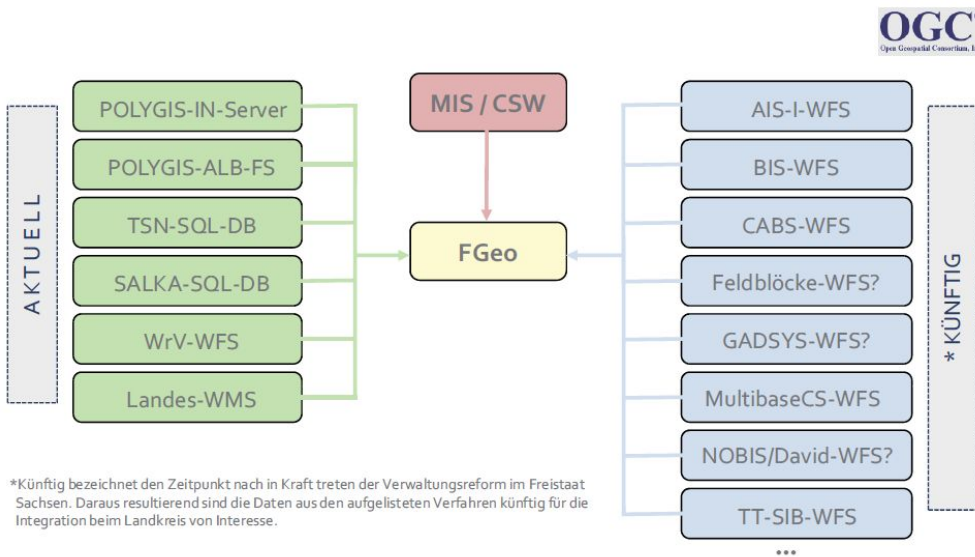 OGC
Open Geospatial Consortium, I
AKTUELL
POLYGIS-IN-Server
POLYGIS-ALB-FS
TSN-SQL-DB
SALKA-SQL-DB
WrV-WFS
Landes-WMS
MIS / CSW
FGeo
AIS-I-WFS
BIS-WFS
CABS-WFS
Feldblöcke-WFS?
GADSYS-WFS?
MultibaseCS-WFS
NOBIS/David-WFS?
TT-SIB-WFS
...
* KÜNFTIG
*Künftig bezeichnet den Zeitpunkt nach in Kraft treten der Verwaltungsreform im Freistaat
Sachsen. Daraus resultierend sind die Daten aus den aufgelisteten Verfahren künftig für die
Integration beim Landkreis von Interesse.